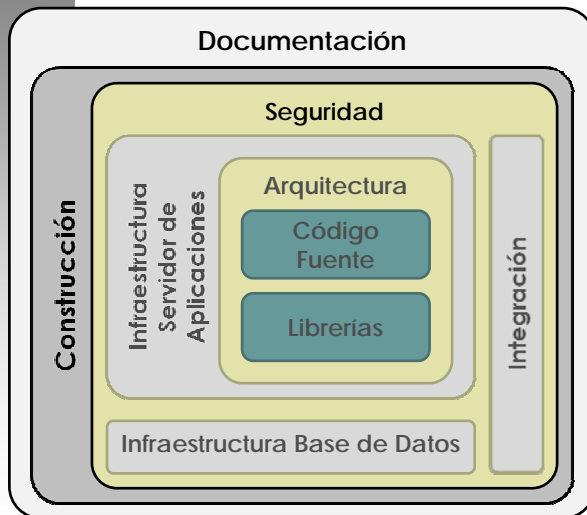 Documentación
Construcción
Seguridad
Infraestructura
Servidor de
Aplicaciones
Arquitectura
Código
Fuente
Librerías
Integración
Infraestructura Base de Datos